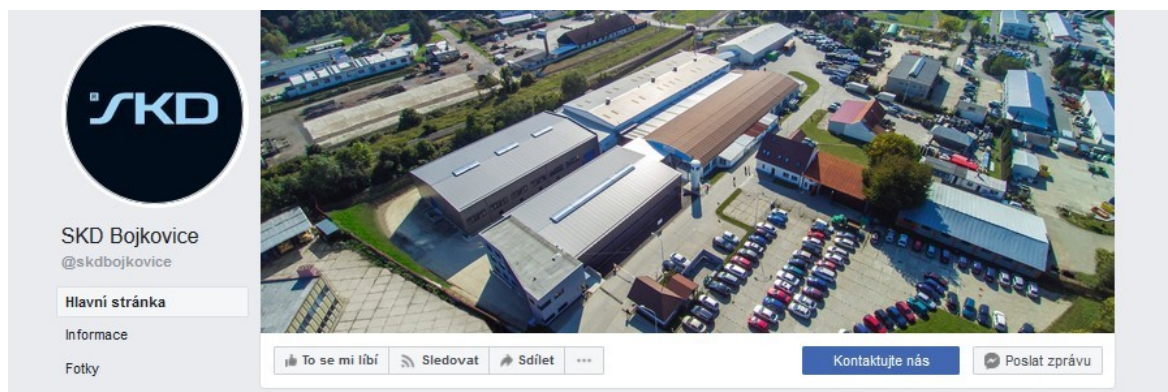 SKD
SKD Bojkovice
@skdbojkovice
Hlavní stránka
Informace
Fotky
To se mi líbí
Sledovat
Sdílet
Kontaktujte nás
Poslat zprávu